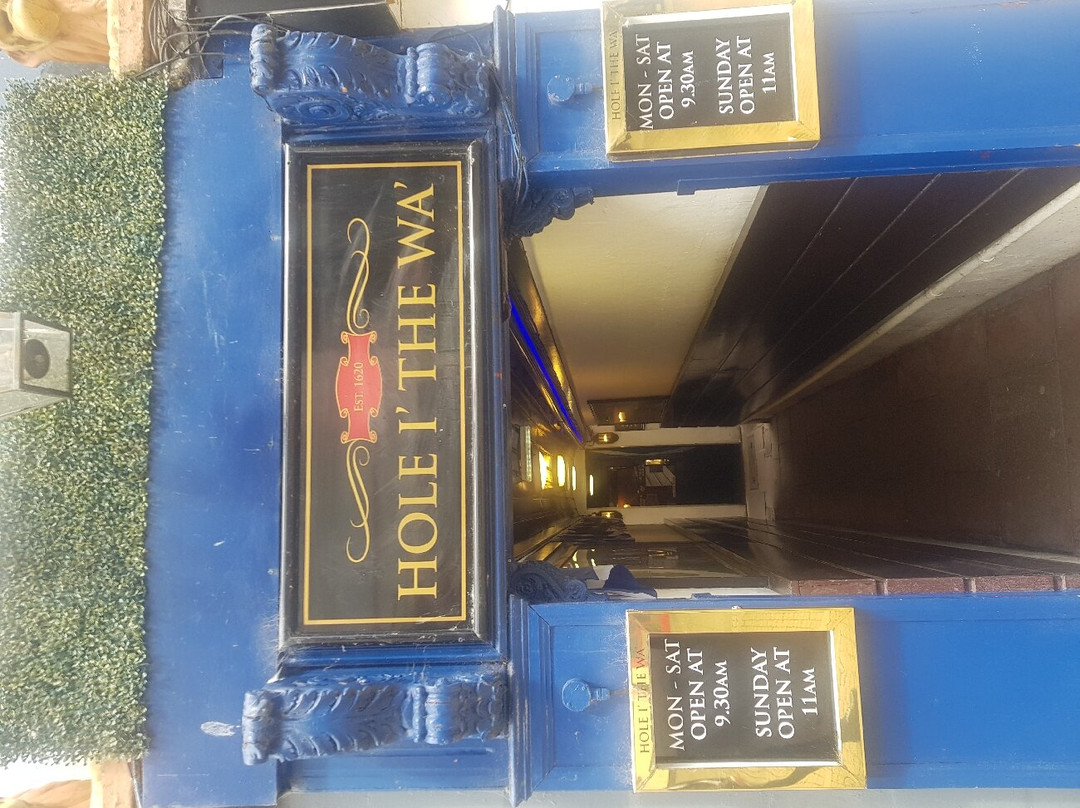 EST. 1620
HOLE I' THE WA'
HOLE I' THE WA'
MON - SAT
OPEN AT
9.30AM
SUNDAY
OPEN AT
11AM
HOLE I' THE WA'
MON - SAT
OPEN AT
9.30AM
SUNDAY
OPEN AT
11AM